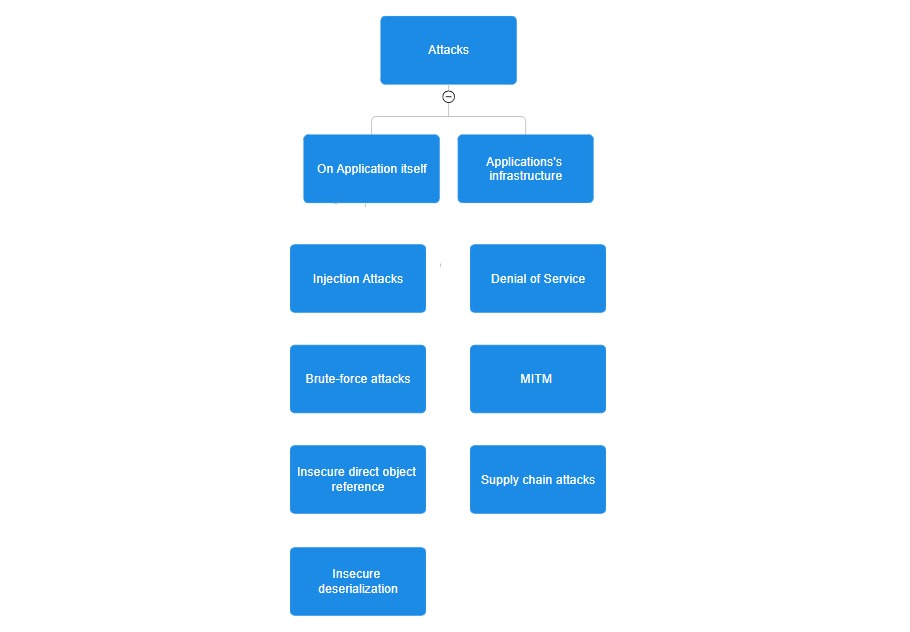 Attacks
On Application itself
Applications's
infrastructure
Injection Attacks
Denial of Service
Brute-force attacks
MITM
Insecure direct object
reference
Supply chain attacks
Insecure
deserialization